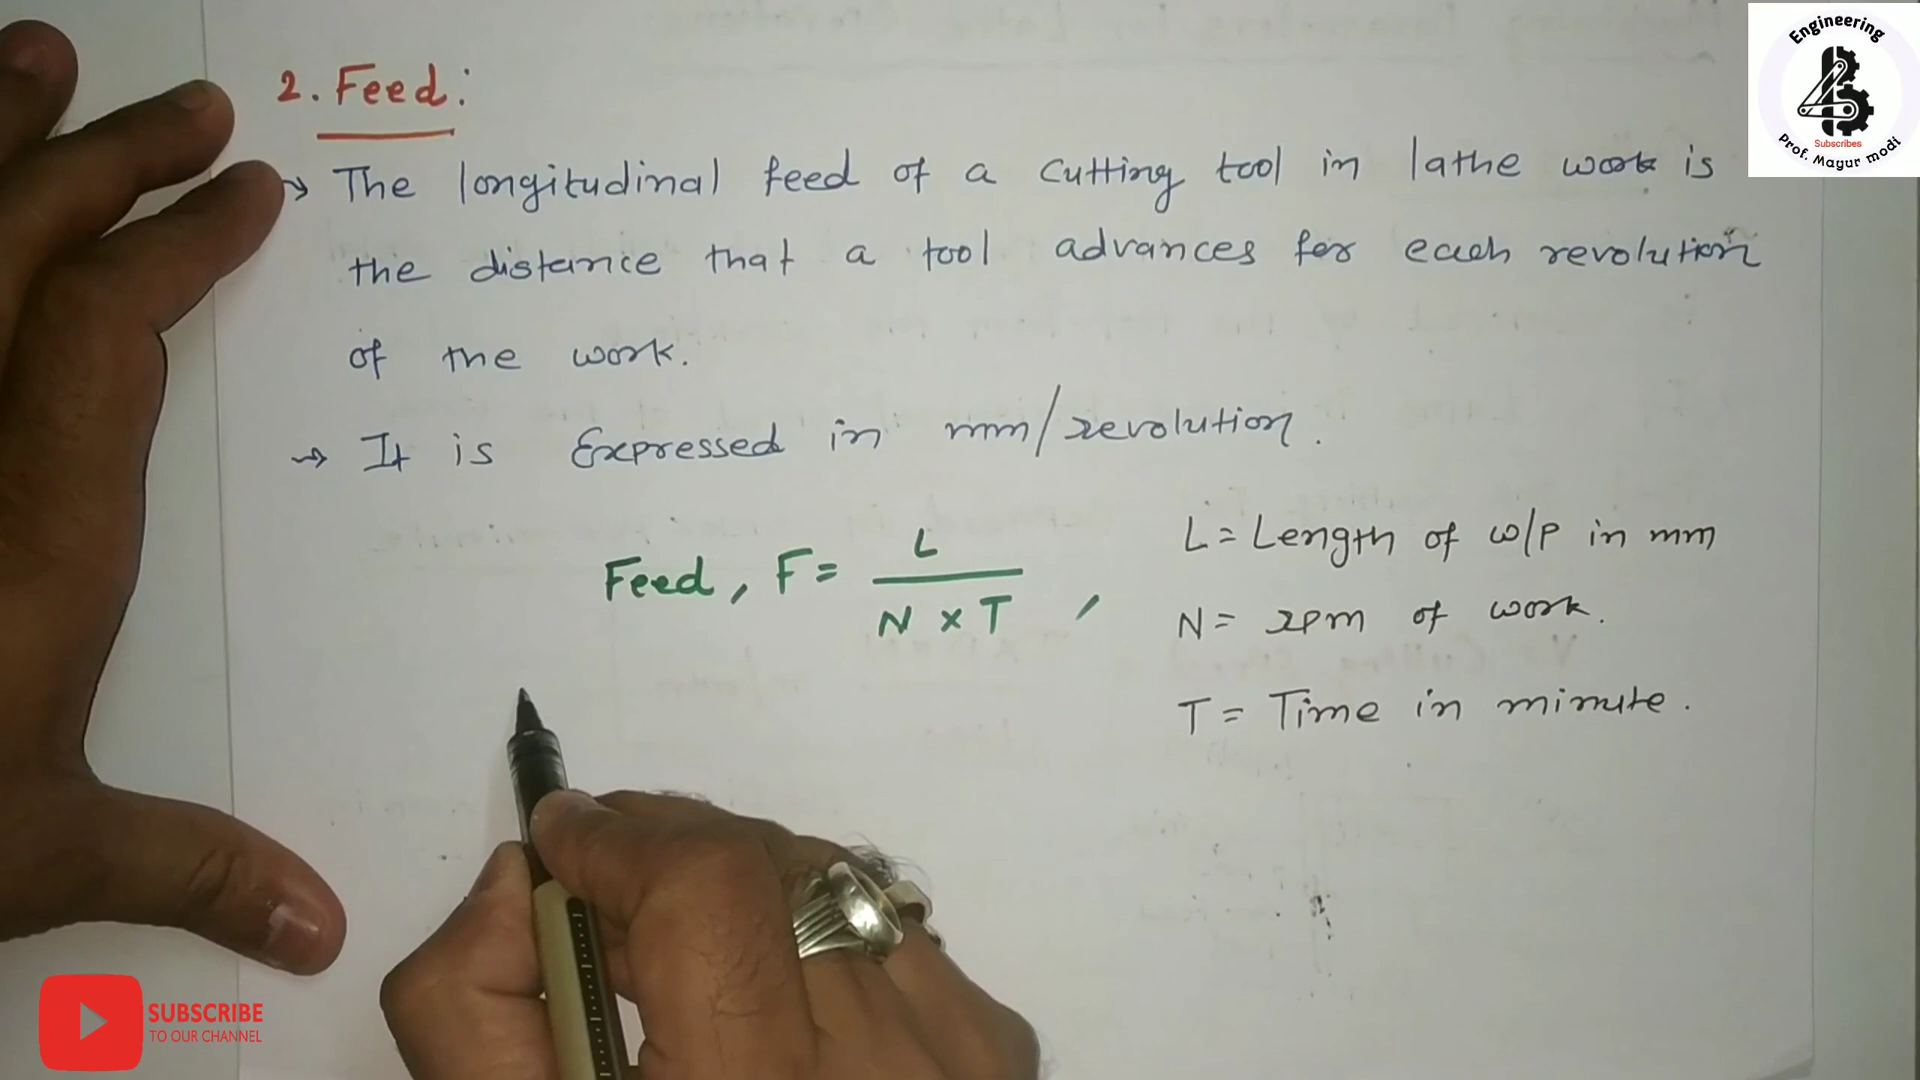 2. Feed:
→ The longitudinal feed of a cutting tool in lathe work is
the distance that a tool advances for each revolution
of the work.
→ It is Expressed in mm/revolution.
Feed, F = L / N × T ,
L = Length of w/p in mm
N = rpm of work.
T = Time in minute.
Engineering
Subscribes
Prof. Mayur modi
SUBSCRIBE
TO OUR CHANNEL